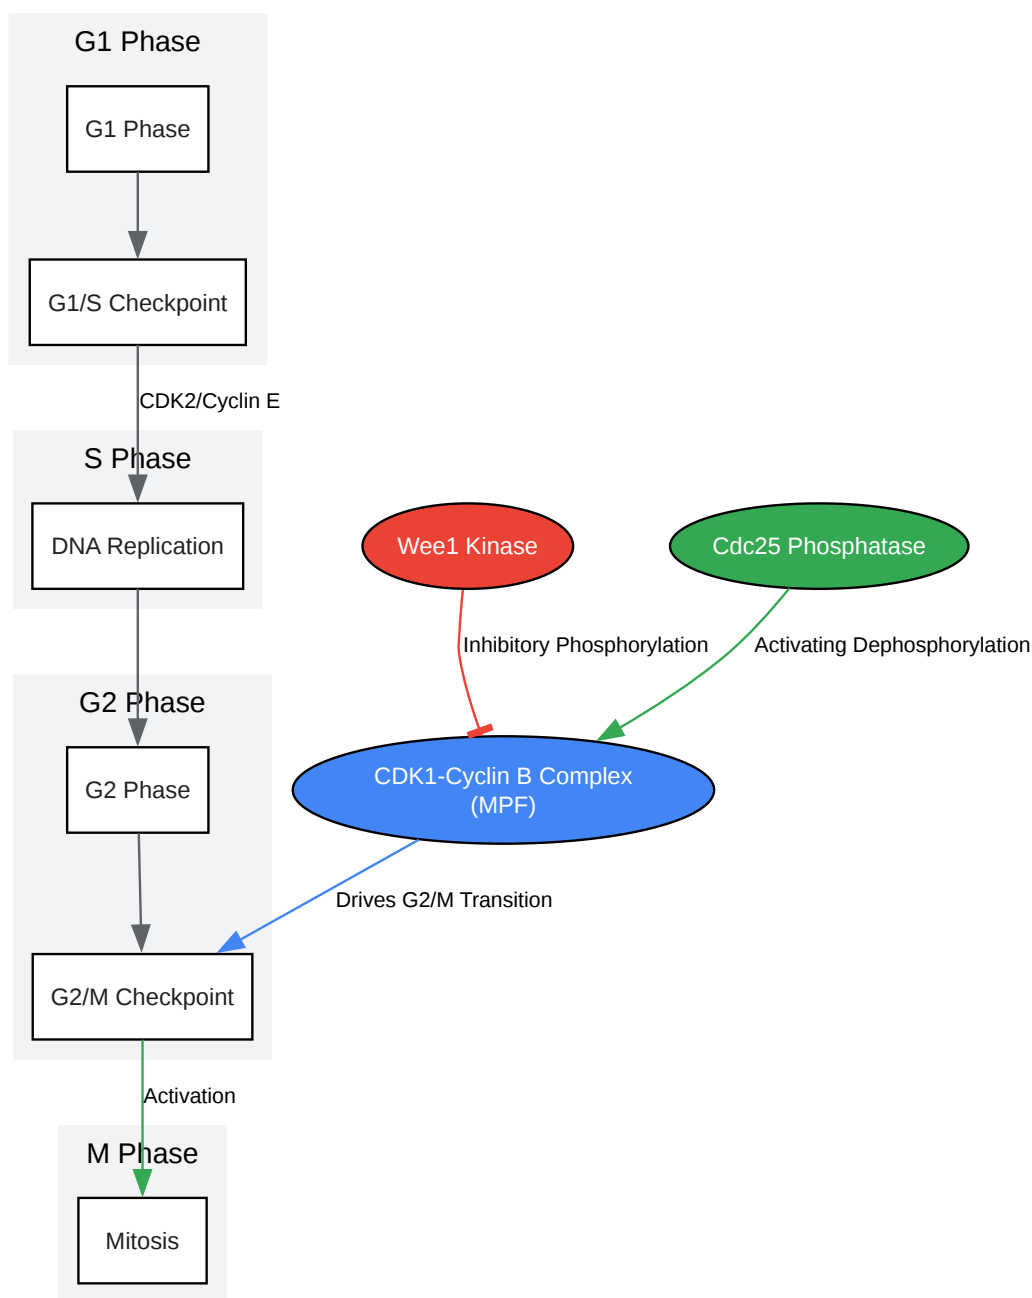 G1 Phase
G1 Phase
G1/S Checkpoint
CDK2/Cyclin E
S Phase
DNA Replication
Wee1 Kinase
Cdc25 Phosphatase
Inhibitory Phosphorylation
Activating Dephosphorylation
G2 Phase
G2 Phase
CDK1-Cyclin B Complex
(MPF)
Drives G2/M Transition
G2/M Checkpoint
Activation
M Phase
Mitosis